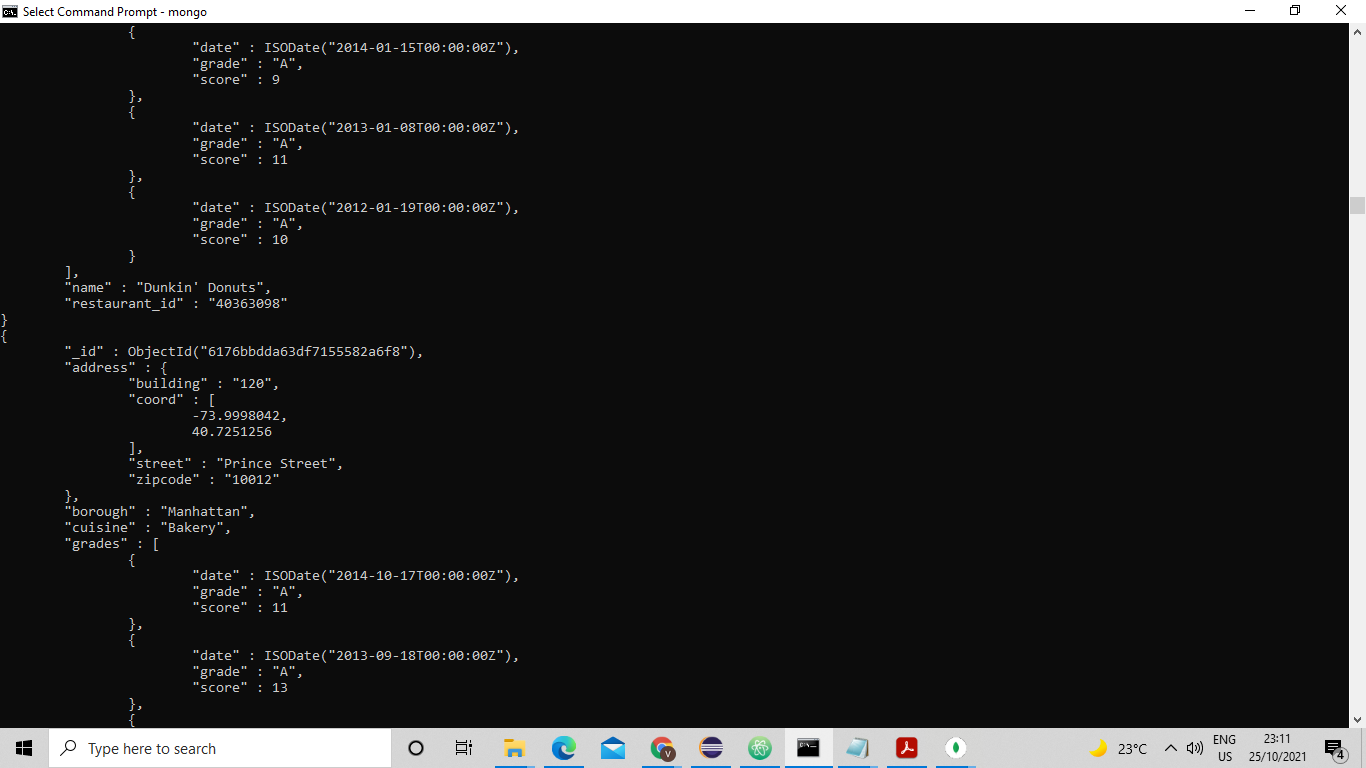 Select Command Prompt - mongo
{
"date" : ISODate("2014-01-15T00:00:00Z"),
"grade" : "A",
"score" : 9
},
{
"date" : ISODate("2013-01-08T00:00:00Z"),
"grade" : "A",
"score" : 11
},
{
"date" : ISODate("2012-01-19T00:00:00Z"),
"grade" : "A",
"score" : 10
}
],
"name" : "Dunkin' Donuts",
"restaurant_id" : "40363098"
}
{
"_id" : ObjectId("6176bbdda63df7155582a6f8"),
"address" : {
"building" : "120",
"coord" : [
-73.9998042,
40.7251256
],
"street" : "Prince Street",
"zipcode" : "10012"
},
"borough" : "Manhattan",
"cuisine" : "Bakery",
"grades" : [
{
"date" : ISODate("2014-10-17T00:00:00Z"),
"grade" : "A",
"score" : 11
},
{
"date" : ISODate("2013-09-18T00:00:00Z"),
"grade" : "A",
"score" : 13
},
{
Type here to search
V
23°C
ENG
US
23:11
25/10/2021
4